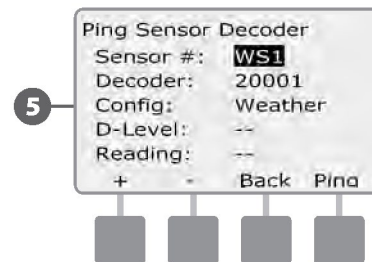 Ping Sensor Decoder
Sensor #: WS1
Decoder: 20001
Config: Weather
D-Level: --
Reading: --
+ - Back Ping
5